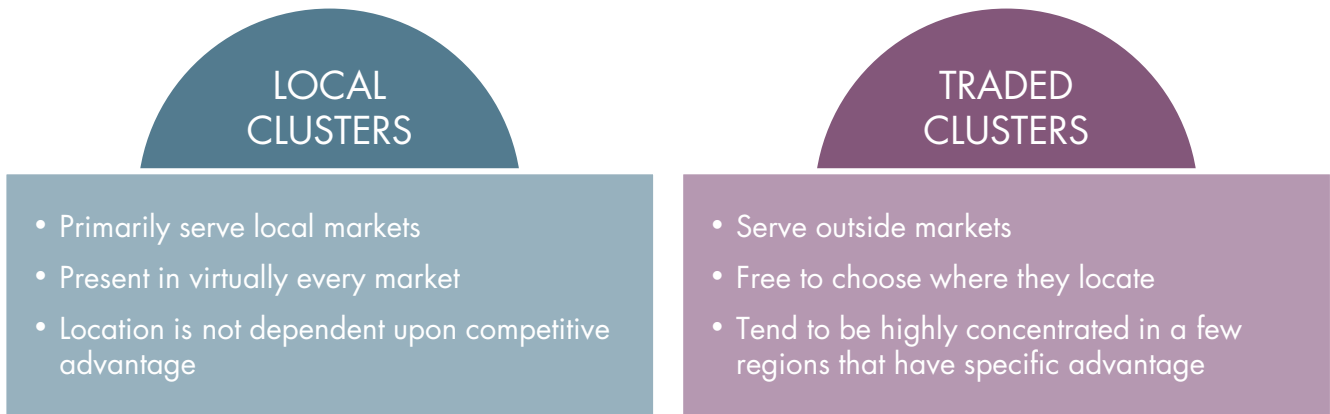 LOCAL
CLUSTERS
• Primarily serve local markets
• Present in virtually every market
• Location is not dependent upon competitive
advantage
TRADED
CLUSTERS
• Serve outside markets
• Free to choose where they locate
• Tend to be highly concentrated in a few
regions that have specific advantage